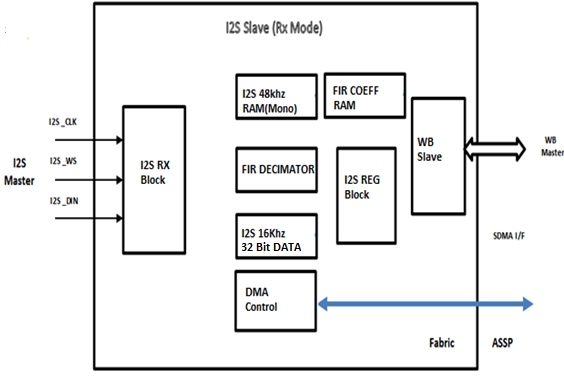 I2S Slave (Rx Mode)
I2S 48khz
RAM(Mono)
FIR COEFF
RAM
I2S _CLK
I2S _WS
I2S _DIN
I2S
Master
I2S RX
Block
FIR DECIMATOR
I2S REG
Block
WB
Slave
WB
Master
I2S 16Khz
32 Bit DATA
SDMA I/F
DMA
Control
Fabric
ASSP